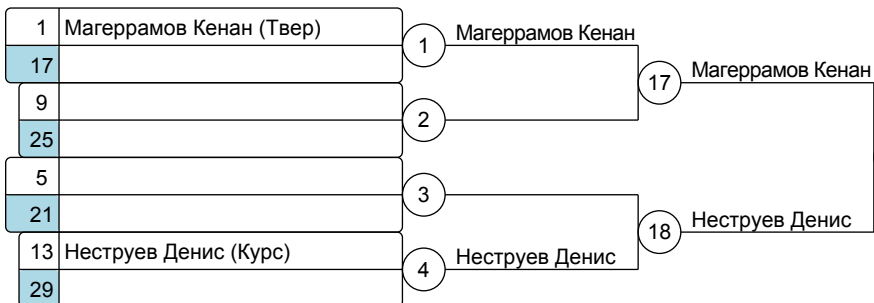 1 Магеррамов Кенан (Твер)
17
1 Магеррамов Кенан
9
25
2
17 Магеррамов Кенан
5
21
3
13 Неструев Денис (Курс)
29
4 Неструев Денис
18 Неструев Денис